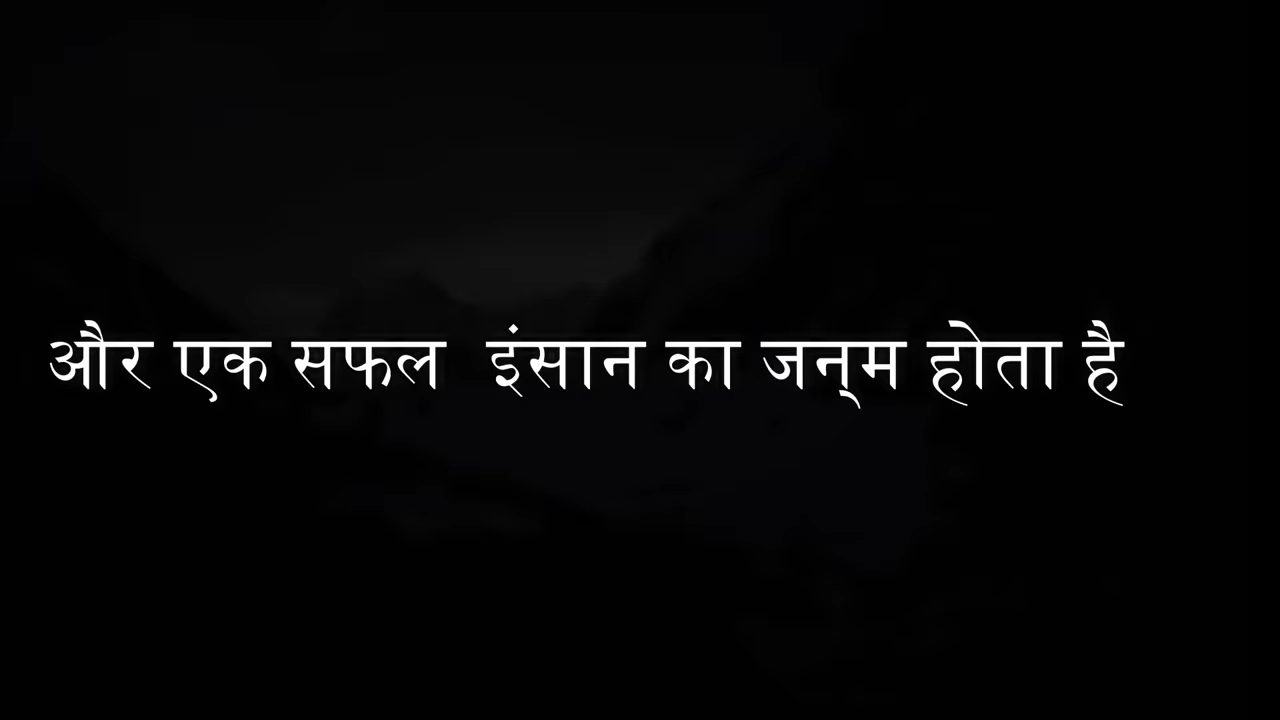 और एक सफल इंसान का जन्‌म होता है